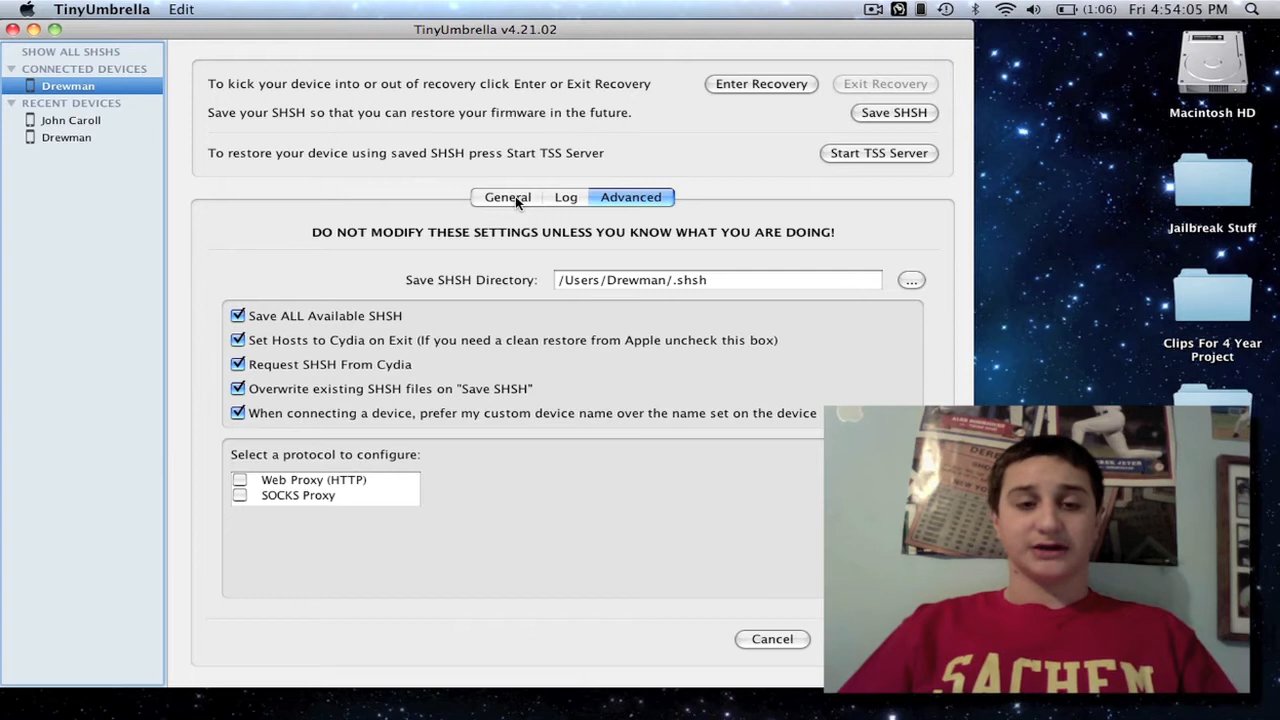 TinyUmbrella Edit
(1:06) Fri 4:54:05 PM
TinyUmbrella v4.21.02
SHOW ALL SHSHS
CONNECTED DEVICES
Drewman
RECENT DEVICES
John Caroll
Drewman
To kick your device into or out of recovery click Enter or Exit Recovery
Enter Recovery
Exit Recovery
Save your SHSH so that you can restore your firmware in the future.
Save SHSH
To restore your device using saved SHSH press Start TSS Server
Start TSS Server
General
Log
Advanced
DO NOT MODIFY THESE SETTINGS UNLESS YOU KNOW WHAT YOU ARE DOING!
Save SHSH Directory:
/Users/Drewman/.shsh
...
Save ALL Available SHSH
Set Hosts to Cydia on Exit (If you need a clean restore from Apple uncheck this box)
Request SHSH From Cydia
Overwrite existing SHSH files on "Save SHSH"
When connecting a device, prefer my custom device name over the name set on the device
Select a protocol to configure:
Web Proxy (HTTP)
SOCKS Proxy
Cancel
Macintosh HD
Jailbreak Stuff
Clips For 4 Year
Project
DEREK JETER
SACHEM